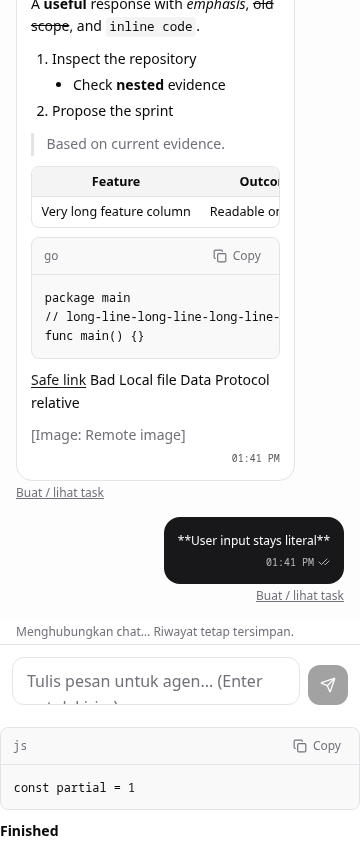 A useful response with emphasis, old
scope, and inline code.
1. Inspect the repository
• Check nested evidence
2. Propose the sprint
Based on current evidence.
Feature Outcor
Very long feature column Readable or
go Copy
package main
// long-line-long-line-long-line-
func main() {}
Safe link Bad Local file Data Protocol
relative
[Image: Remote image]
01:41 PM
Buat / lihat task
**User input stays literal**
01:41 PM
Buat / lihat task
Menghubungkan chat... Riwayat tetap tersimpan.
Tulis pesan untuk agen... (Enter
js Copy
const partial = 1
Finished